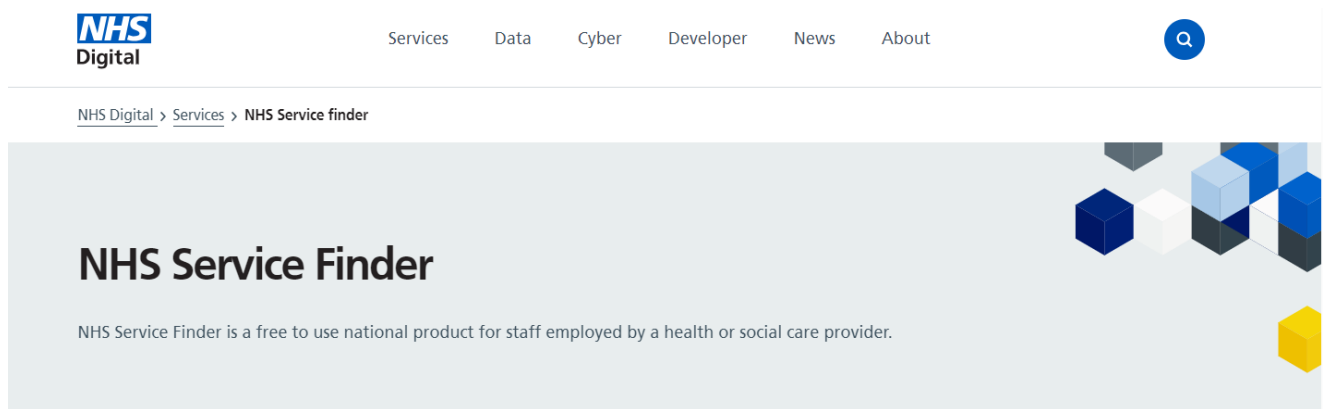 NHS
Digital
Services Data Cyber Developer News About
NHS Digital > Services > NHS Service finder
NHS Service Finder
NHS Service Finder is a free to use national product for staff employed by a health or social care provider.